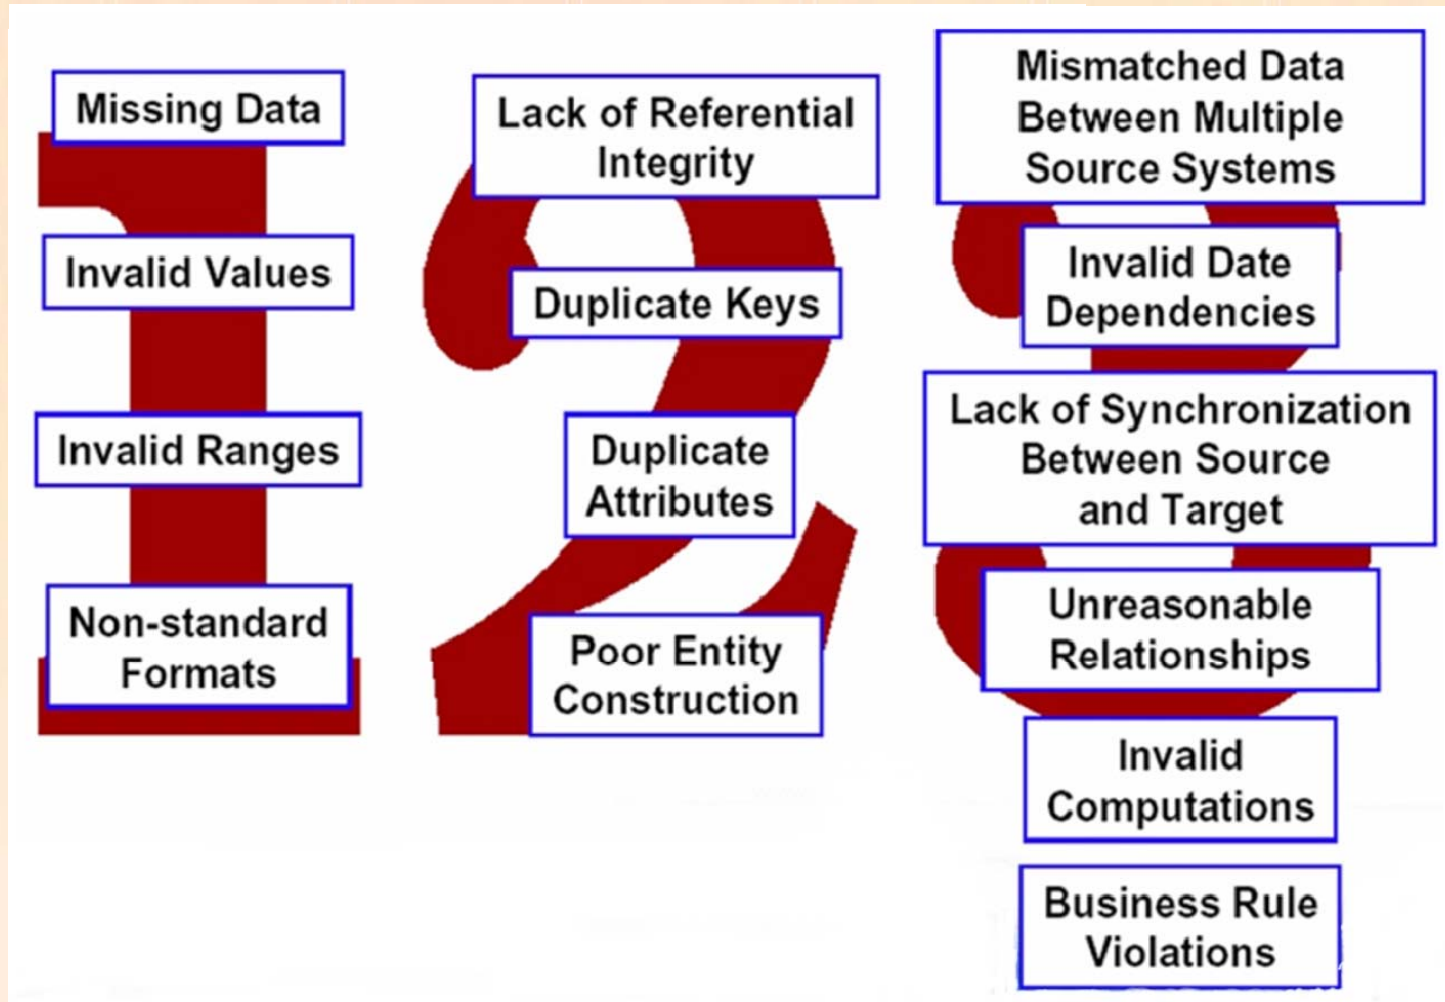 Missing Data
Invalid Values
Invalid Ranges
Non-standard
Formats
Lack of Referential
Integrity
Duplicate Keys
Duplicate
Attributes
Poor Entity
Construction
Mismatched Data
Between Multiple
Source Systems
Invalid Date
Dependencies
Lack of Synchronization
Between Source
and Target
Unreasonable
Relationships
Invalid
Computations
Business Rule
Violations